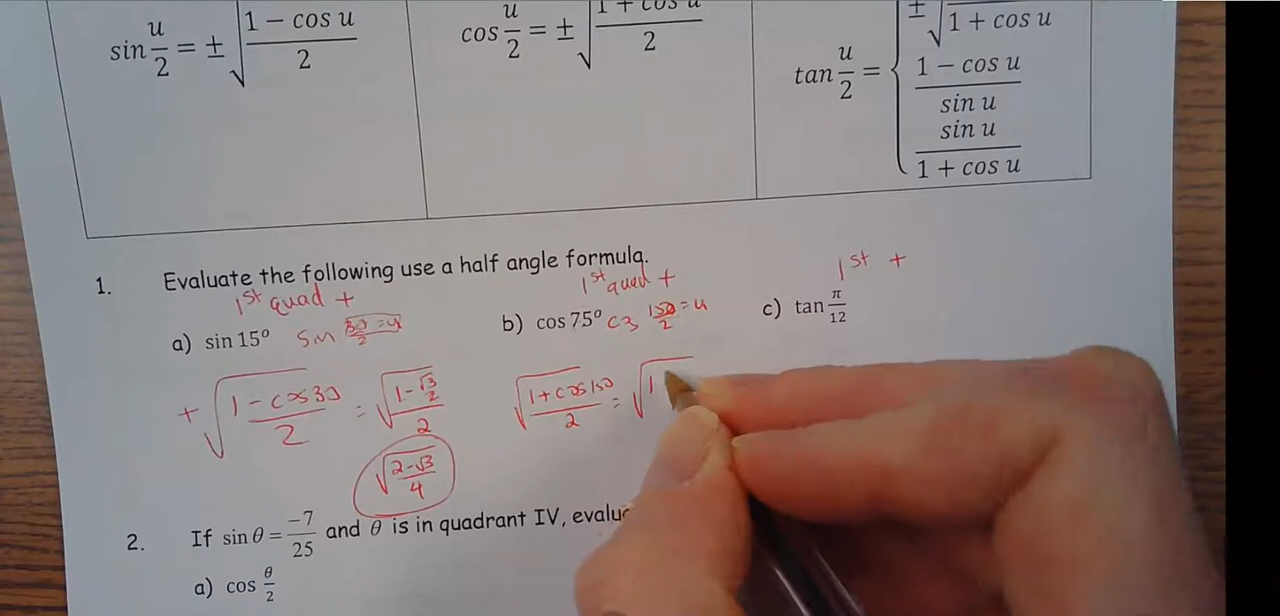 sin u/2 = ± √(1 − cos u / 2)
cos u/2 = ± √(1 + cos u / 2)
tan u/2 = { ± √( / 1 + cos u)
1 − cos u / sin u
sin u / 1 + cos u
1. Evaluate the following use a half angle formula.
1st quad +
1st quad +
1st +
a) sin 15° sin 30/2 = u
b) cos 75° cos 150/2 = u
c) tan π/12
+ √(1 − cos 30 / 2) = √(1 − √3/2 / 2)
√(2 − √3 / 4)
√(1 + cos 150 / 2) = √(1
2. If sin θ = −7/25 and θ is in quadrant IV,
a) cos θ/2